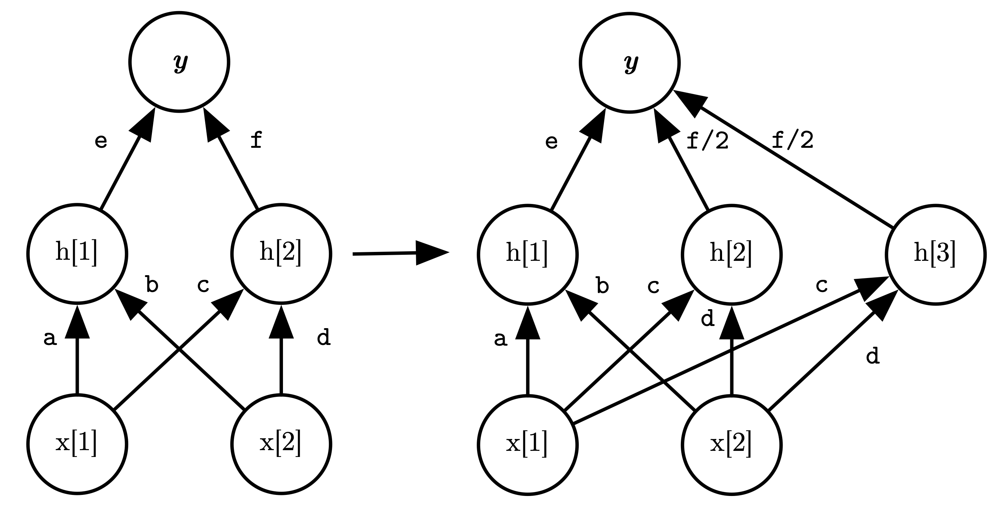 y
y
e
f
e
f/2
f/2
h[1]
h[2]
h[1]
h[2]
h[3]
b
c
b
c
c
a
d
a
d
d
x[1]
x[2]
x[1]
x[2]